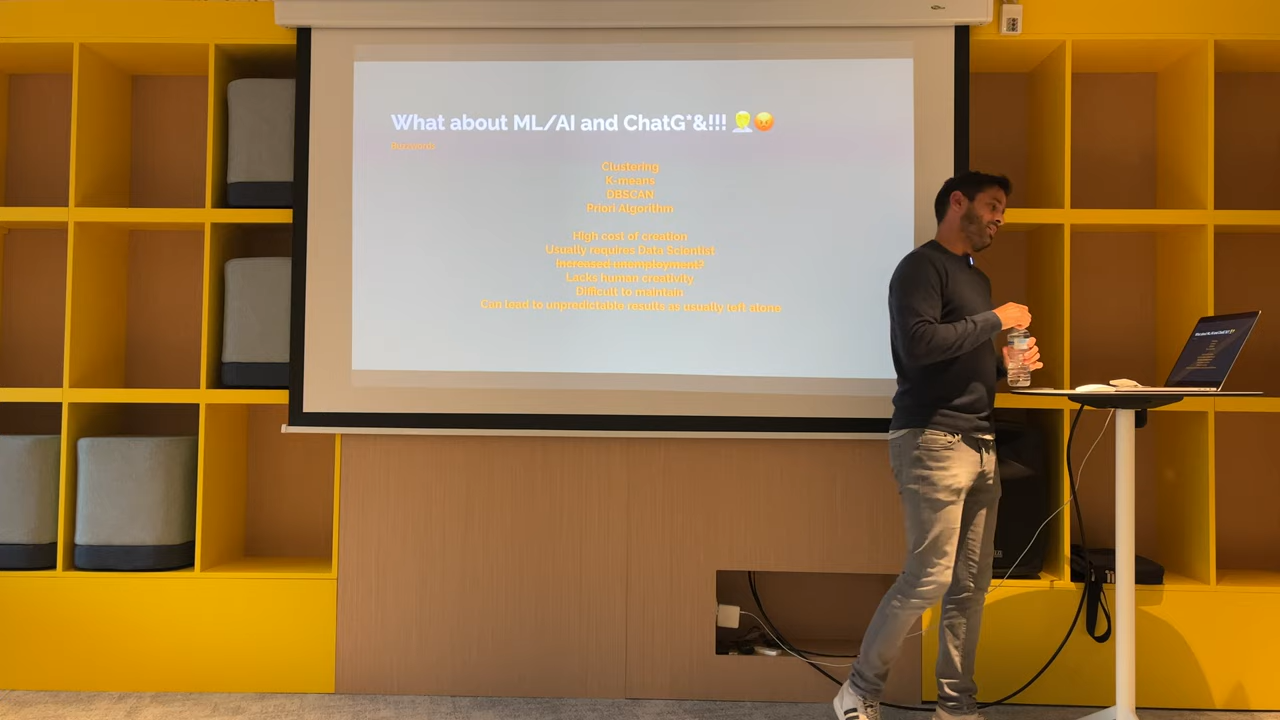 What about ML/AI and ChatG*&!!! 🤦😡
Buzzwords
Clustering
K-means
DBSCAN
Priori Algorithm
High cost of creation
Usually requires Data Scientist
Increased unemployment?
Lacks human creativity
Difficult to maintain
Can lead to unpredictable results as usually left alone